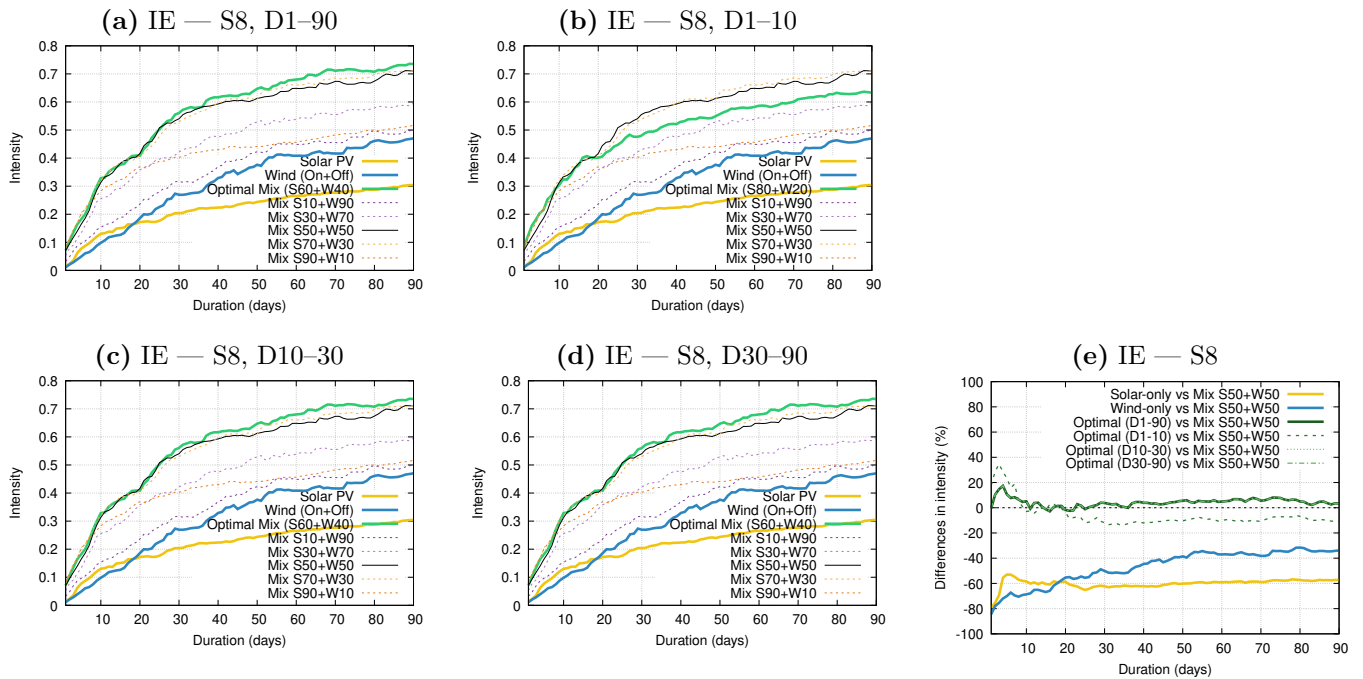 (a) IE — S8, D1–90
0.8
0.7
0.6
0.5
0.4
0.3
0.2
0.1
0
Intensity
Solar PV
Wind (On+Off)
Optimal Mix (S60+W40)
Mix S10+W90
Mix S30+W70
Mix S50+W50
Mix S70+W30
Mix S90+W10
10 20 30 40 50 60 70 80 90
Duration (days)
(b) IE — S8, D1–10
0.8
0.7
0.6
0.5
0.4
0.3
0.2
0.1
0
Intensity
Solar PV
Wind (On+Off)
Optimal Mix (S80+W20)
Mix S10+W90
Mix S30+W70
Mix S50+W50
Mix S70+W30
Mix S90+W10
10 20 30 40 50 60 70 80 90
Duration (days)
(c) IE — S8, D10–30
0.8
0.7
0.6
0.5
0.4
0.3
0.2
0.1
0
Intensity
Solar PV
Wind (On+Off)
Optimal Mix (S60+W40)
Mix S10+W90
Mix S30+W70
Mix S50+W50
Mix S70+W30
Mix S90+W10
10 20 30 40 50 60 70 80 90
Duration (days)
(d) IE — S8, D30–90
0.8
0.7
0.6
0.5
0.4
0.3
0.2
0.1
0
Intensity
Solar PV
Wind (On+Off)
Optimal Mix (S60+W40)
Mix S10+W90
Mix S30+W70
Mix S50+W50
Mix S70+W30
Mix S90+W10
10 20 30 40 50 60 70 80 90
Duration (days)
(e) IE — S8
100
80
60
40
20
0
-20
-40
-60
-80
-100
Differences in intensity (%)
Solar-only vs Mix S50+W50
Wind-only vs Mix S50+W50
Optimal (D1-90) vs Mix S50+W50
Optimal (D1-10) vs Mix S50+W50
Optimal (D10-30) vs Mix S50+W50
Optimal (D30-90) vs Mix S50+W50
10 20 30 40 50 60 70 80 90
Duration (days)